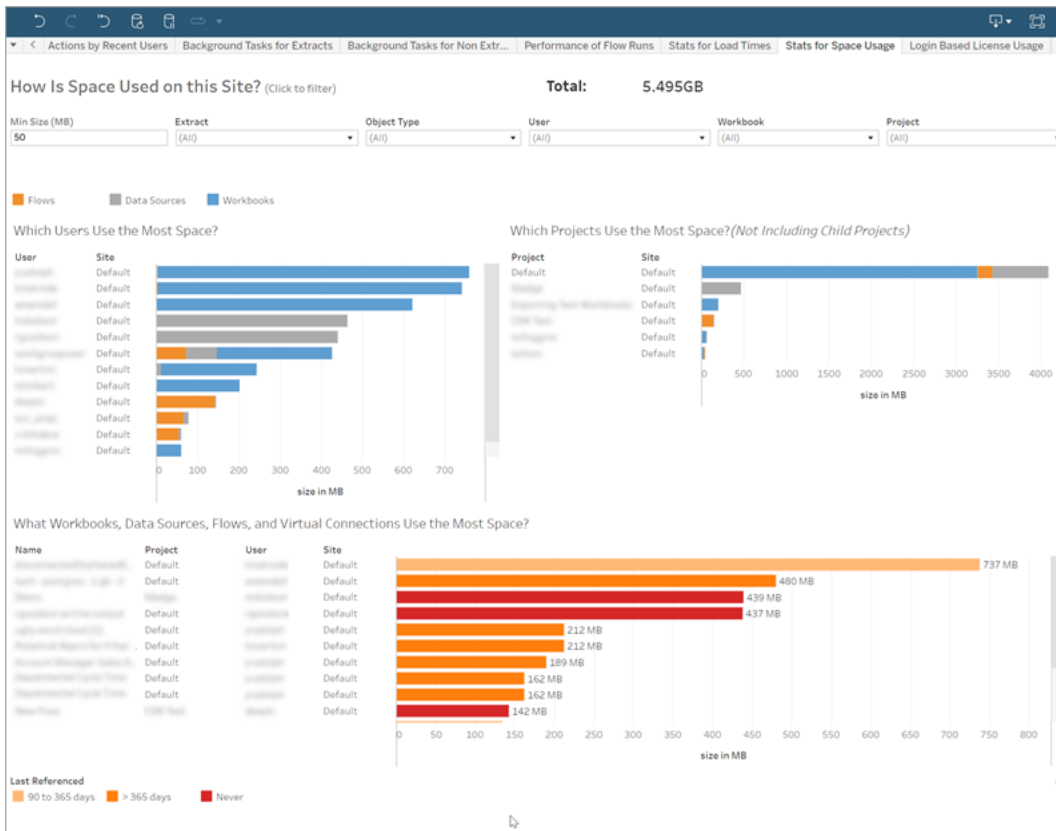 Actions by Recent Users Background Tasks for Extracts Background Tasks for Non Extr... Performance of Flow Runs Stats for Load Times Stats for Space Usage Login Based License Usage
How Is Space Used on this Site? (Click to filter) Total: 5.495GB
Min Size (MB) Extract Object Type User Workbook Project
50 (All) (All) (All) (All) (All)
Flows Data Sources Workbooks
Which Users Use the Most Space?
User Site
Default
Default
Default
Default
Default
Default
Default
Default
Default
Default
Default
Default
0 100 200 300 400 500 600 700
size in MB
Which Projects Use the Most Space? (Not Including Child Projects)
Project Site
Default Default
Default
Default
Default
Default
Default
0 500 1000 1500 2000 2500 3000 3500 4000
size in MB
What Workbooks, Data Sources, Flows, and Virtual Connections Use the Most Space?
Name Project User Site
Default Default 737 MB
Default Default 480 MB
Default 439 MB
Default Default 437 MB
Default Default 212 MB
Default Default 212 MB
Default Default 189 MB
Default Default 162 MB
Default Default 162 MB
Default 142 MB
0 50 100 150 200 250 300 350 400 450 500 550 600 650 700 750 800
size in MB
Last Referenced
90 to 365 days > 365 days Never